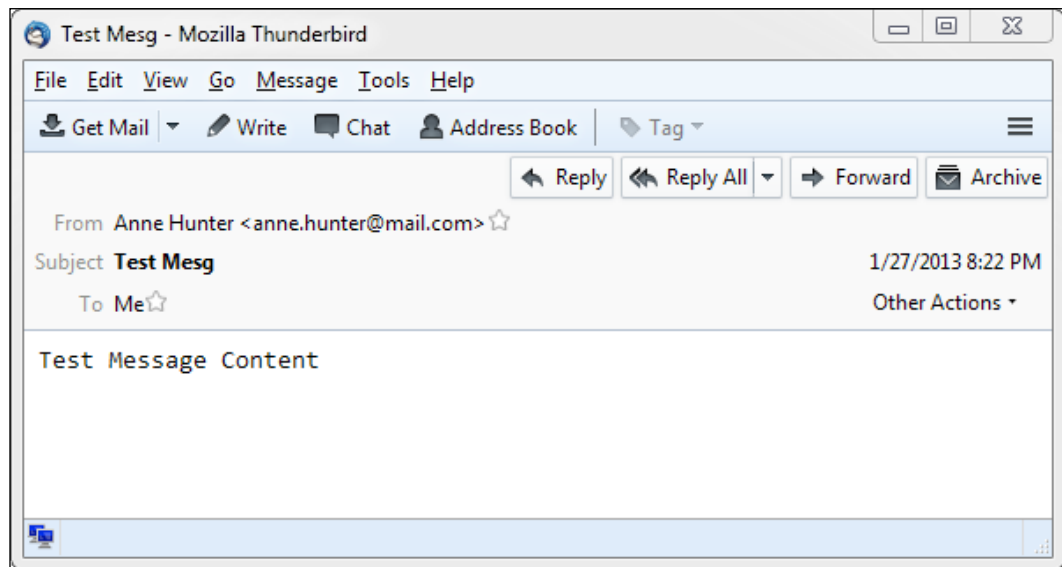 Test Mesg - Mozilla Thunderbird
File Edit View Go Message Tools Help
Get Mail Write Chat Address Book Tag
Reply Reply All Forward Archive
From Anne Hunter <anne.hunter@mail.com>
Subject Test Mesg 1/27/2013 8:22 PM
To Me Other Actions
Test Message Content